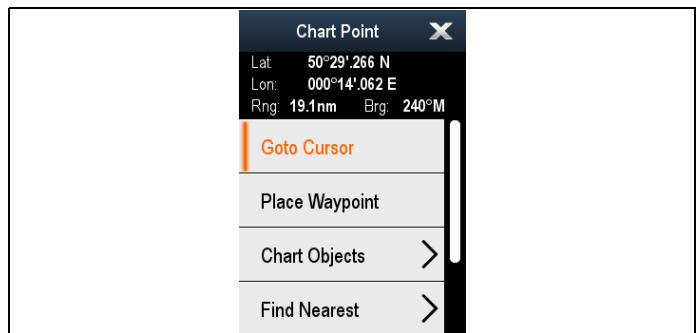 Chart Point X
Lat: 50°29'.266 N
Lon: 000°14'.062 E
Rng: 19.1nm Brg: 240°M
Goto Cursor
Place Waypoint
Chart Objects
Find Nearest